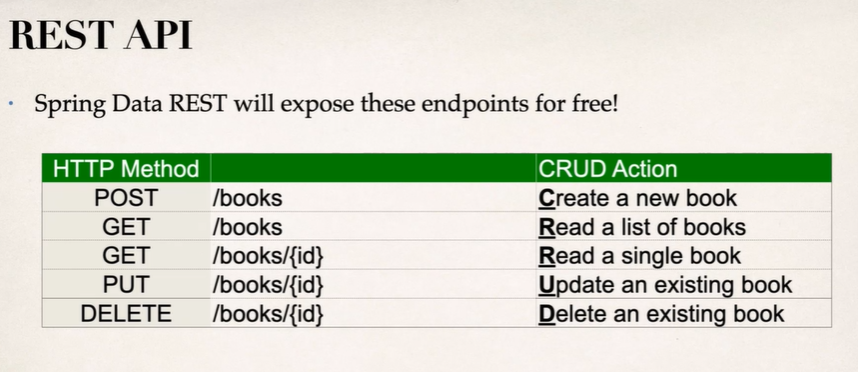 REST API
• Spring Data REST will expose these endpoints for free!
HTTP Method CRUD Action
POST /books Create a new book
GET /books Read a list of books
GET /books/{id} Read a single book
PUT /books/{id} Update an existing book
DELETE /books/{id} Delete an existing book